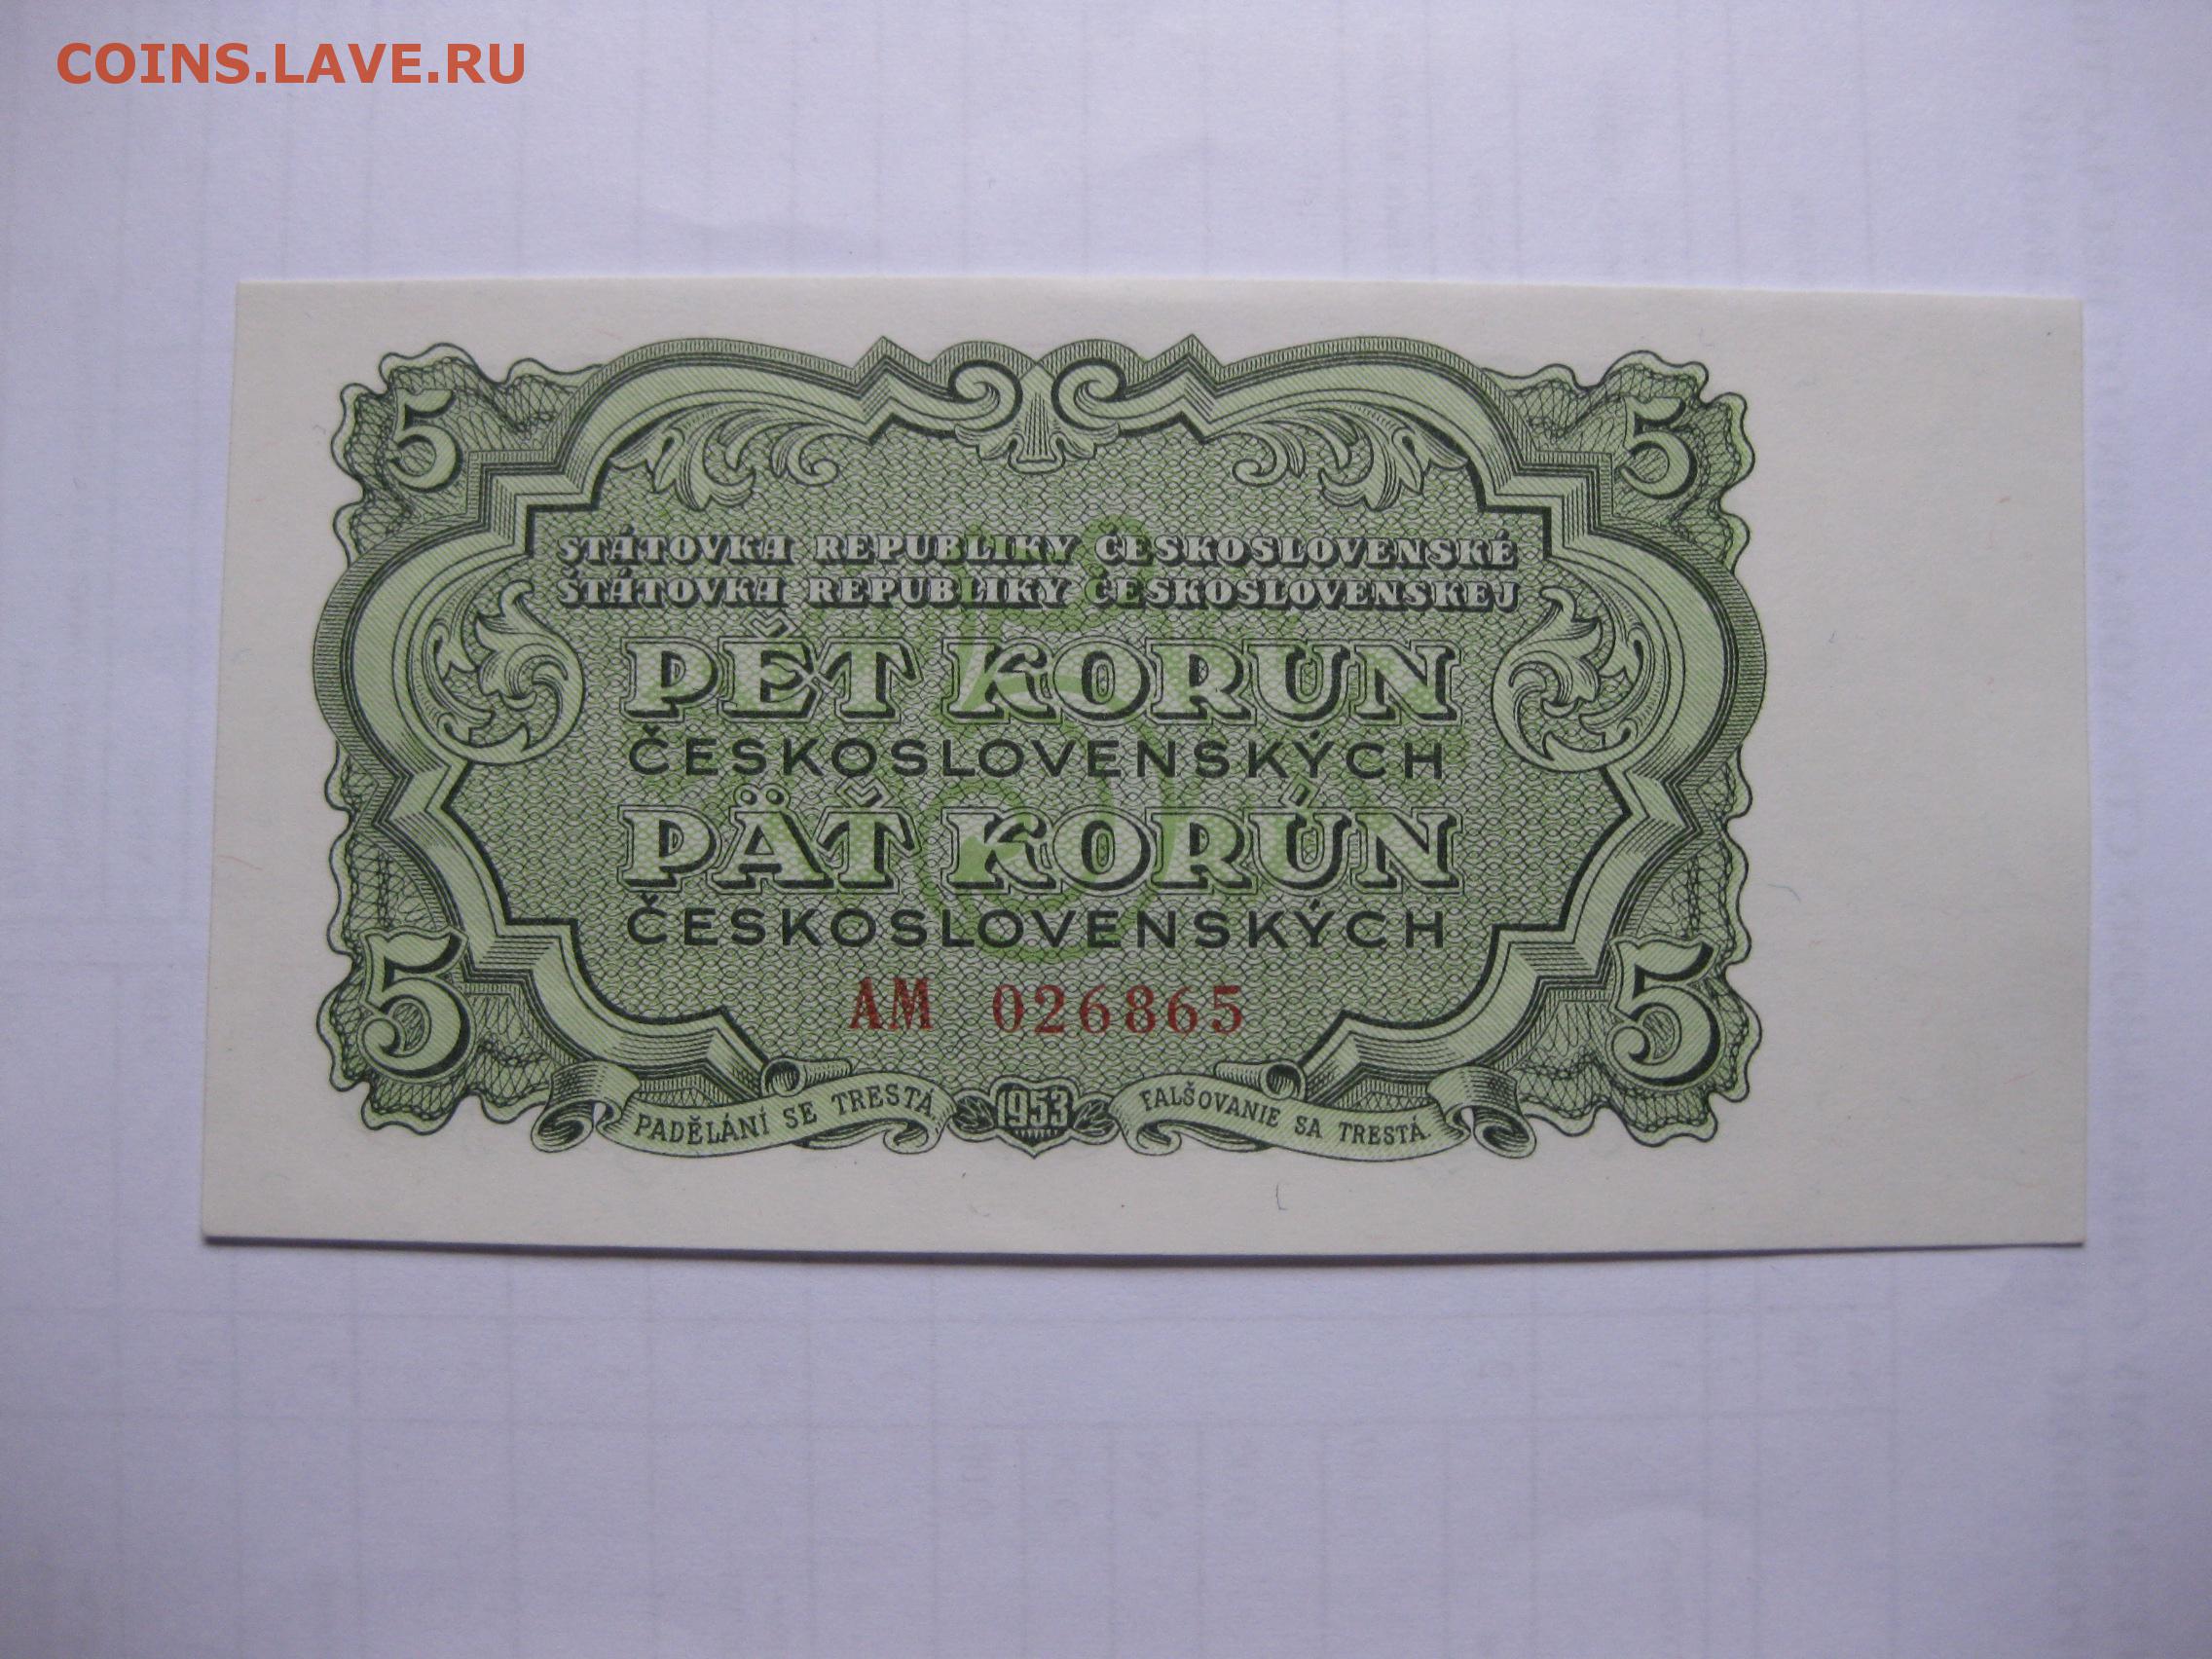 COINS.LAVE.RU
5 5
STÁTOVKA REPUBLIKY ČESKOSLOVENSKÉ
ŠTÁTOVKA REPUBLIKY ČESKOSLOVENSKEJ
PĚT KORUN
ČESKOSLOVENSKÝCH
PÄŤ KORÚN
ČESKOSLOVENSKÝCH
5 5
AM 026865
PADĚLÁNÍ SE TRESTÁ. 1953 FALŠOVANIE SA TRESTÁ.